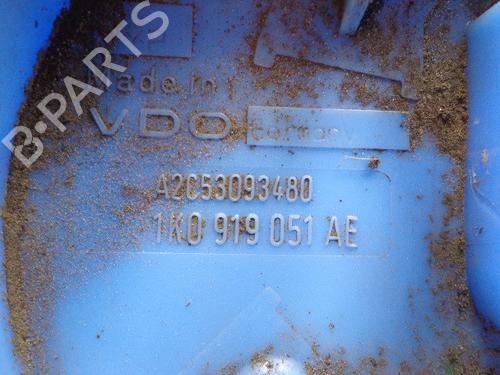 B-PARTS
Made in
VDO Germany
A2C53093480
1K0 919 051 AE